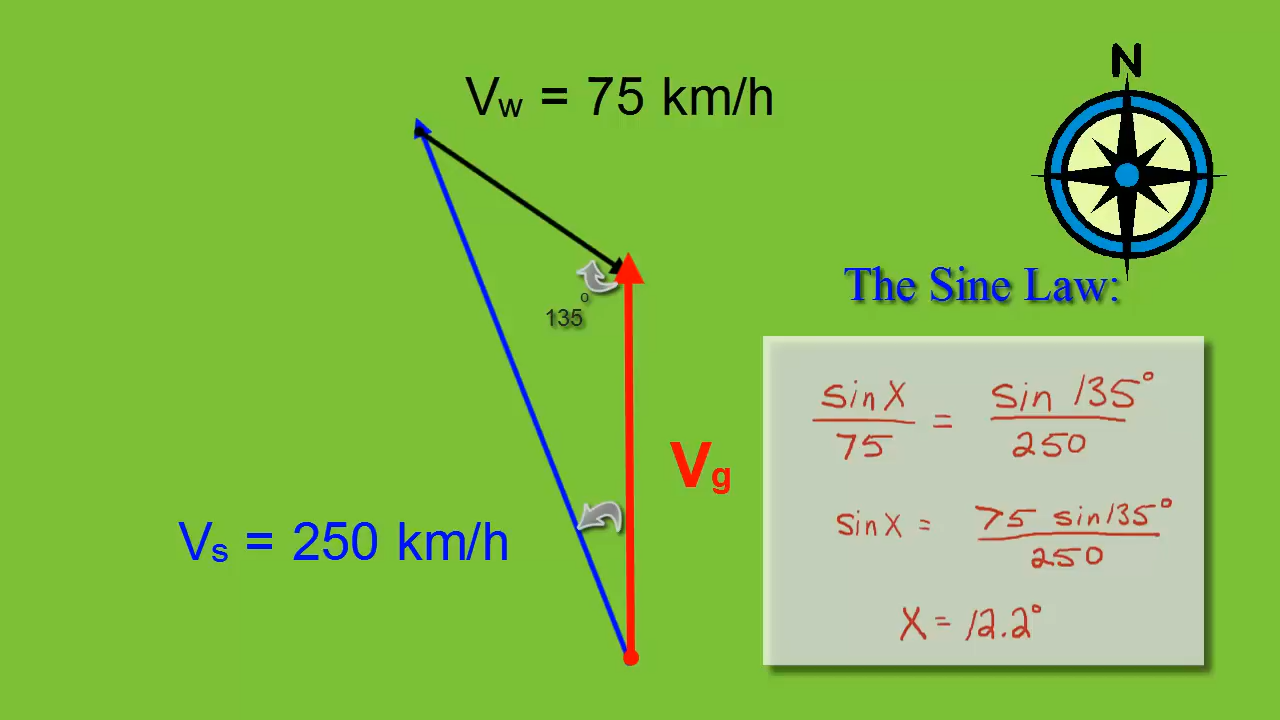 N
Vw = 75 km/h
The Sine Law:
135°
sin X / 75 = sin 135° / 250
Vg
Vs = 250 km/h
sin X = 75 sin 135° / 250
X = 12.2°